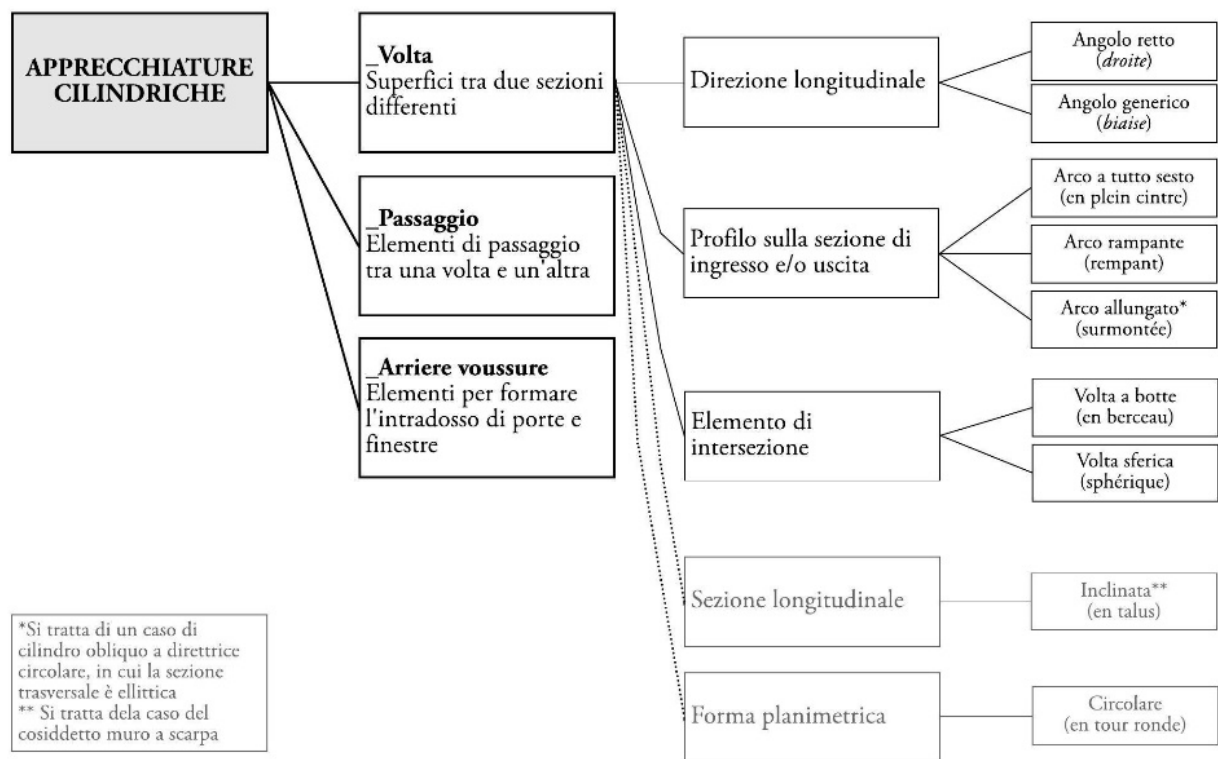 APPRECCHIATURE
CILINDRICHE
_Volta
Superfici tra due sezioni
differenti
_Passaggio
Elementi di passaggio
tra una volta e un'altra
_Arriere voussure
Elementi per formare
l'intradosso di porte e
finestre
Direzione longitudinale
Angolo retto
(droite)
Angolo generico
(biaise)
Profilo sulla sezione di
ingresso e/o uscita
Arco a tutto sesto
(en plein cintre)
Arco rampante
(rempant)
Arco allungato*
(surmontée)
Elemento di
intersezione
Volta a botte
(en berceau)
Volta sferica
(sphérique)
Sezione longitudinale
Inclinata**
(en talus)
Forma planimetrica
Circolare
(en tour ronde)
*Si tratta di un caso di
cilindro obliquo a direttrice
circolare, in cui la sezione
trasversale è ellittica
** Si tratta dela caso del
cosiddetto muro a scarpa